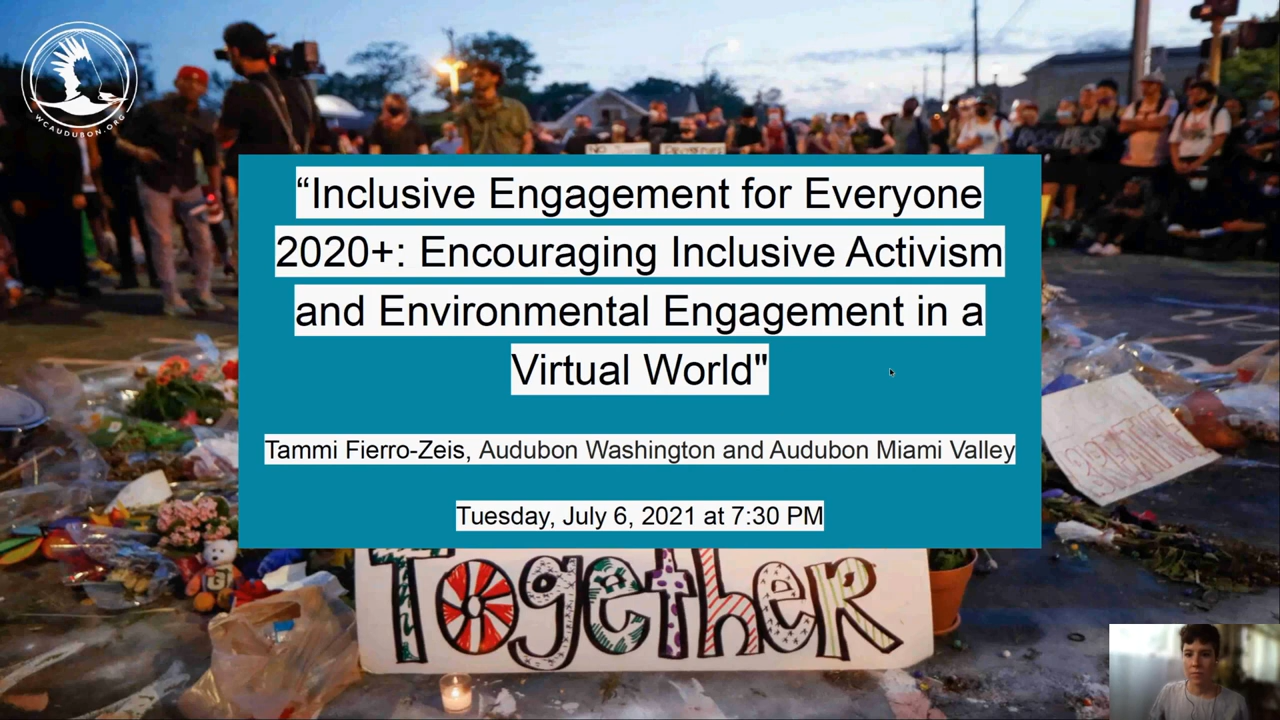 WCAUDUBON.ORG
“Inclusive Engagement for Everyone
2020+: Encouraging Inclusive Activism
and Environmental Engagement in a
Virtual World"
Tammi Fierro-Zeis, Audubon Washington and Audubon Miami Valley
Tuesday, July 6, 2021 at 7:30 PM
Together